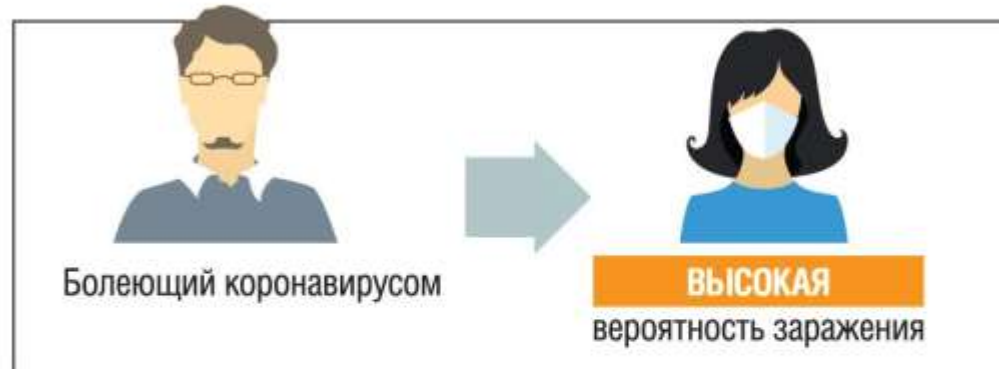 Болеющий коронавирусом
ВЫСОКАЯ
вероятность заражения